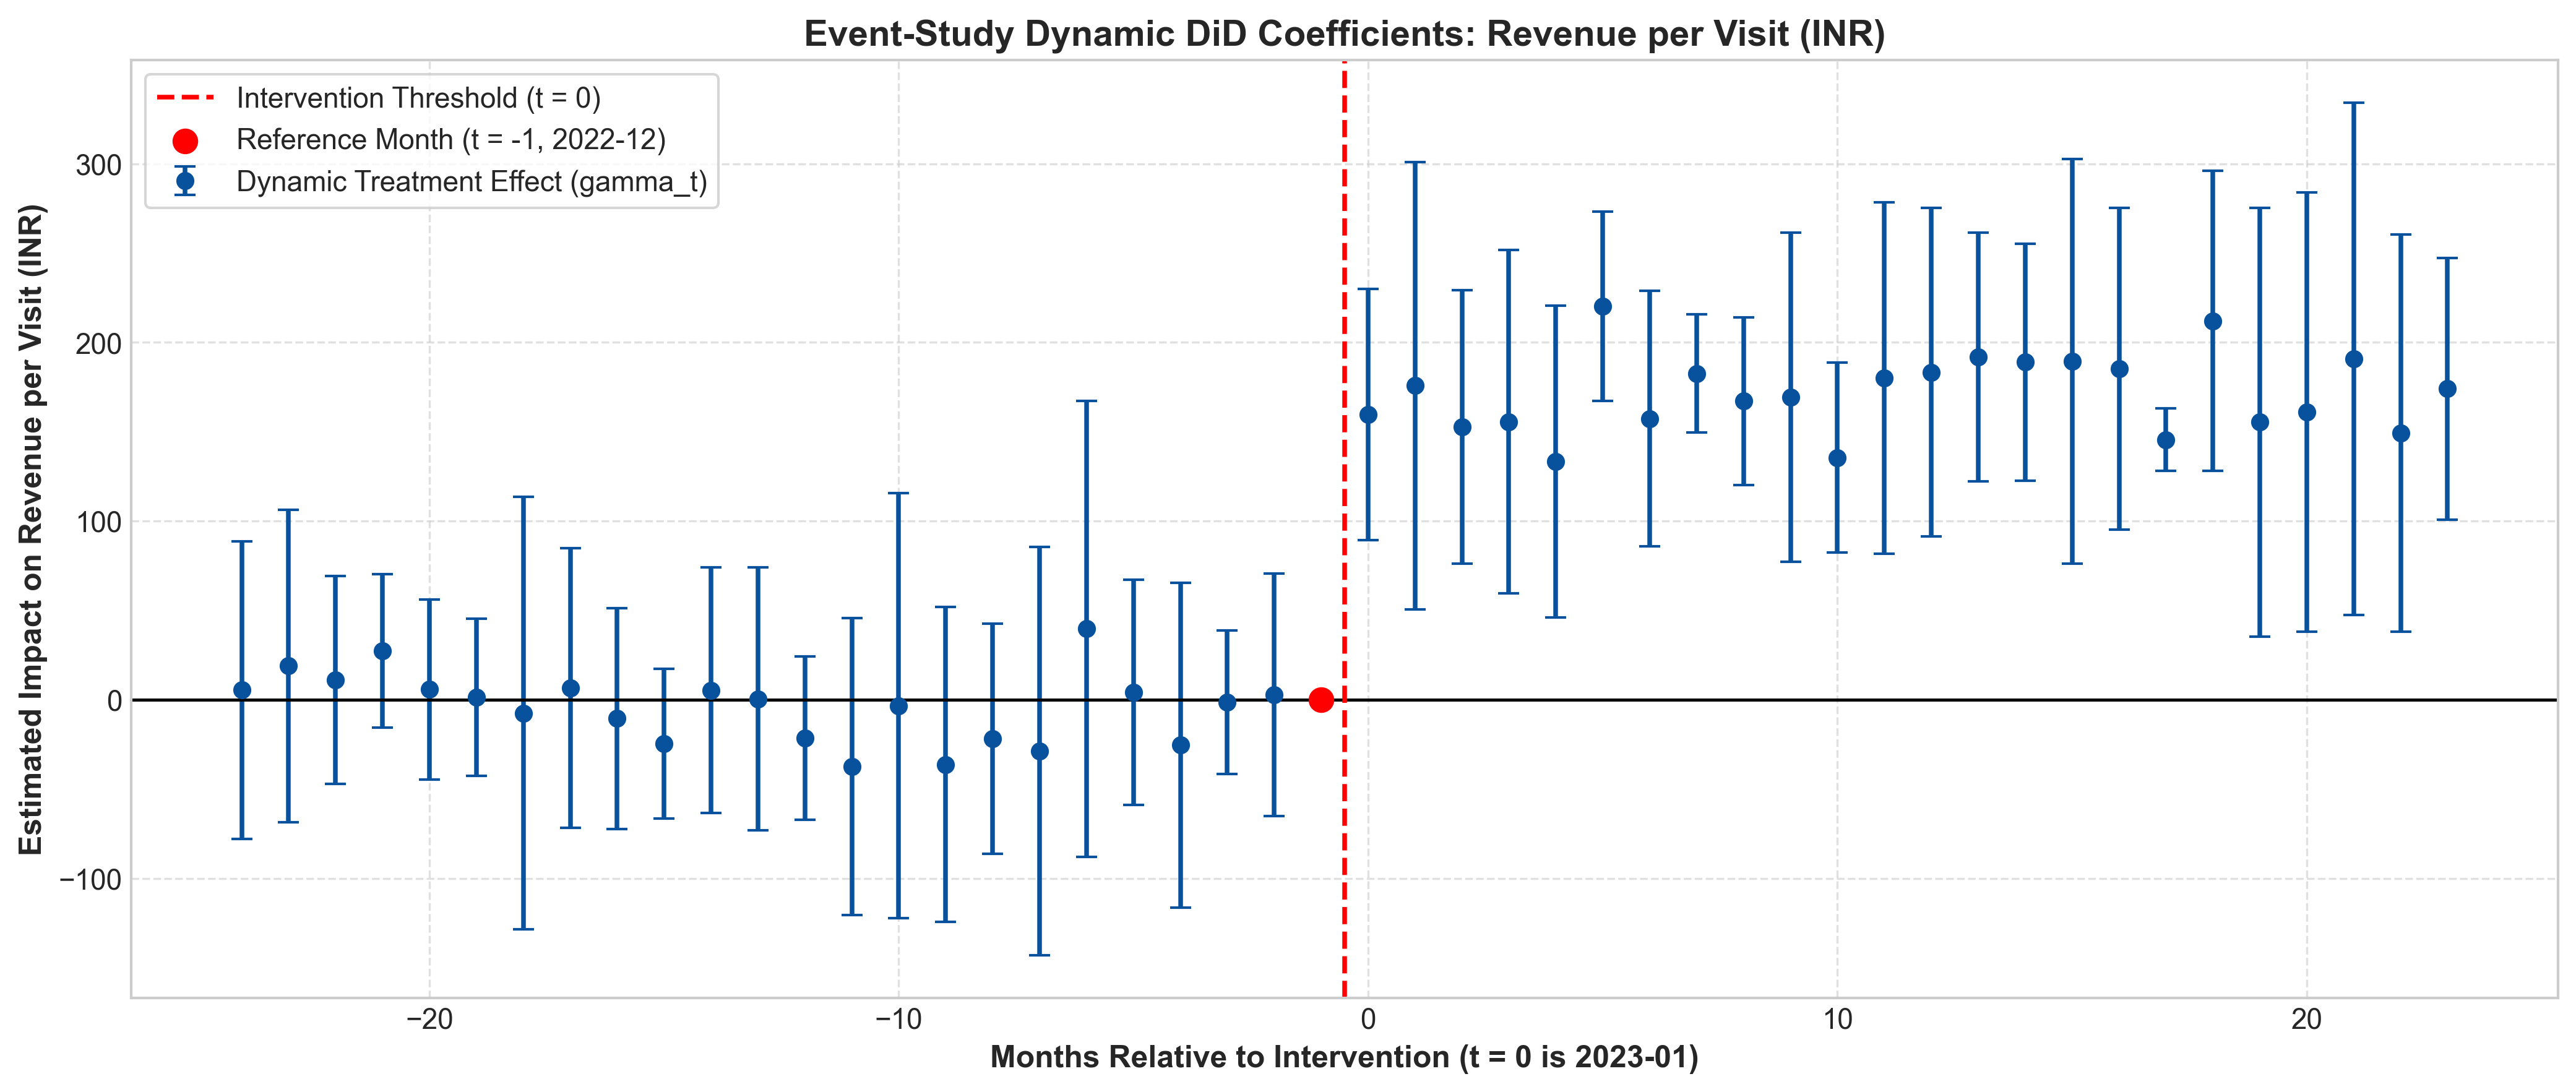 Event-Study Dynamic DiD Coefficients: Revenue per Visit (INR)
Intervention Threshold (t = 0)
Reference Month (t = -1, 2022-12)
Dynamic Treatment Effect (gamma_t)
Estimated Impact on Revenue per Visit (INR)
300
200
100
0
−100
−20
−10
0
10
20
Months Relative to Intervention (t = 0 is 2023-01)